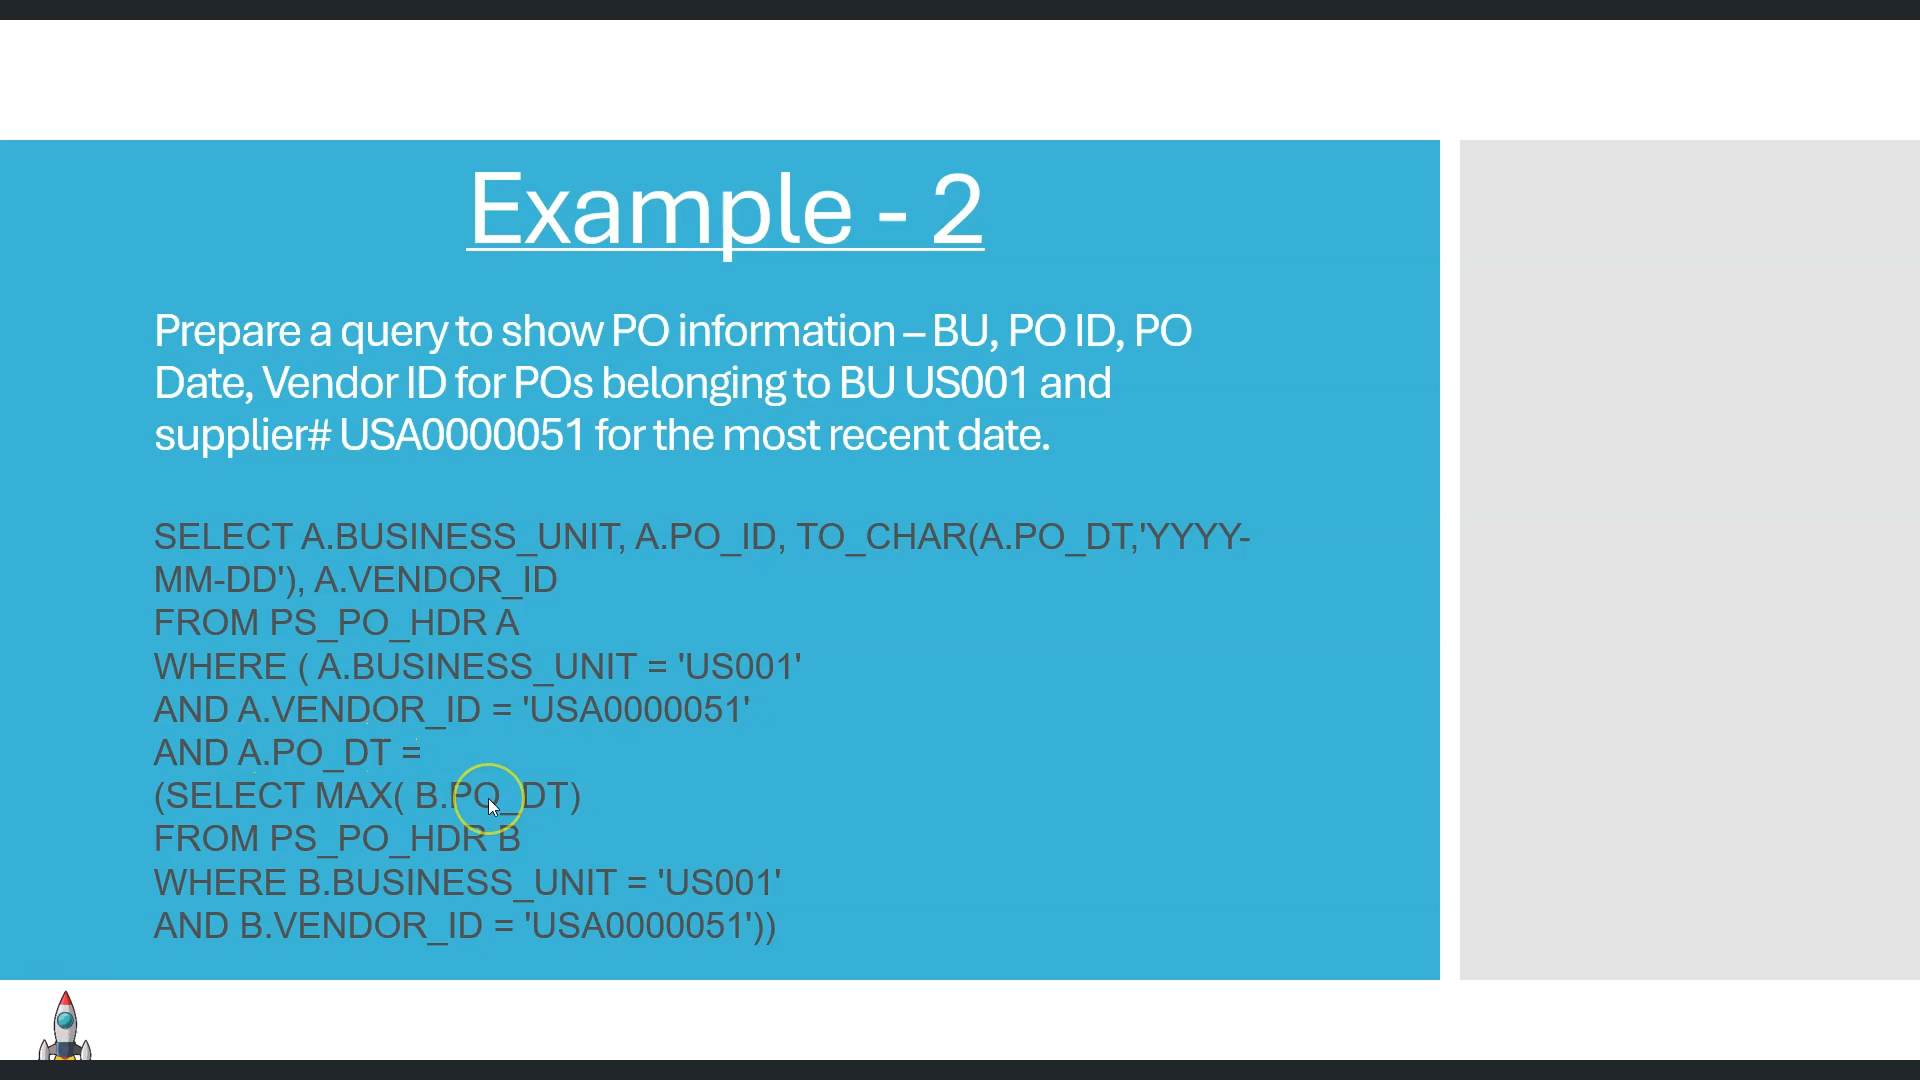 Example - 2
Prepare a query to show PO information – BU, PO ID, PO
Date, Vendor ID for POs belonging to BU US001 and
supplier# USA0000051 for the most recent date.
SELECT A.BUSINESS_UNIT, A.PO_ID, TO_CHAR(A.PO_DT,'YYYY-
MM-DD'), A.VENDOR_ID
FROM PS_PO_HDR A
WHERE ( A.BUSINESS_UNIT = 'US001'
AND A.VENDOR_ID = 'USA0000051'
AND A.PO_DT =
(SELECT MAX( B.PO_DT)
FROM PS_PO_HDR B
WHERE B.BUSINESS_UNIT = 'US001'
AND B.VENDOR_ID = 'USA0000051'))